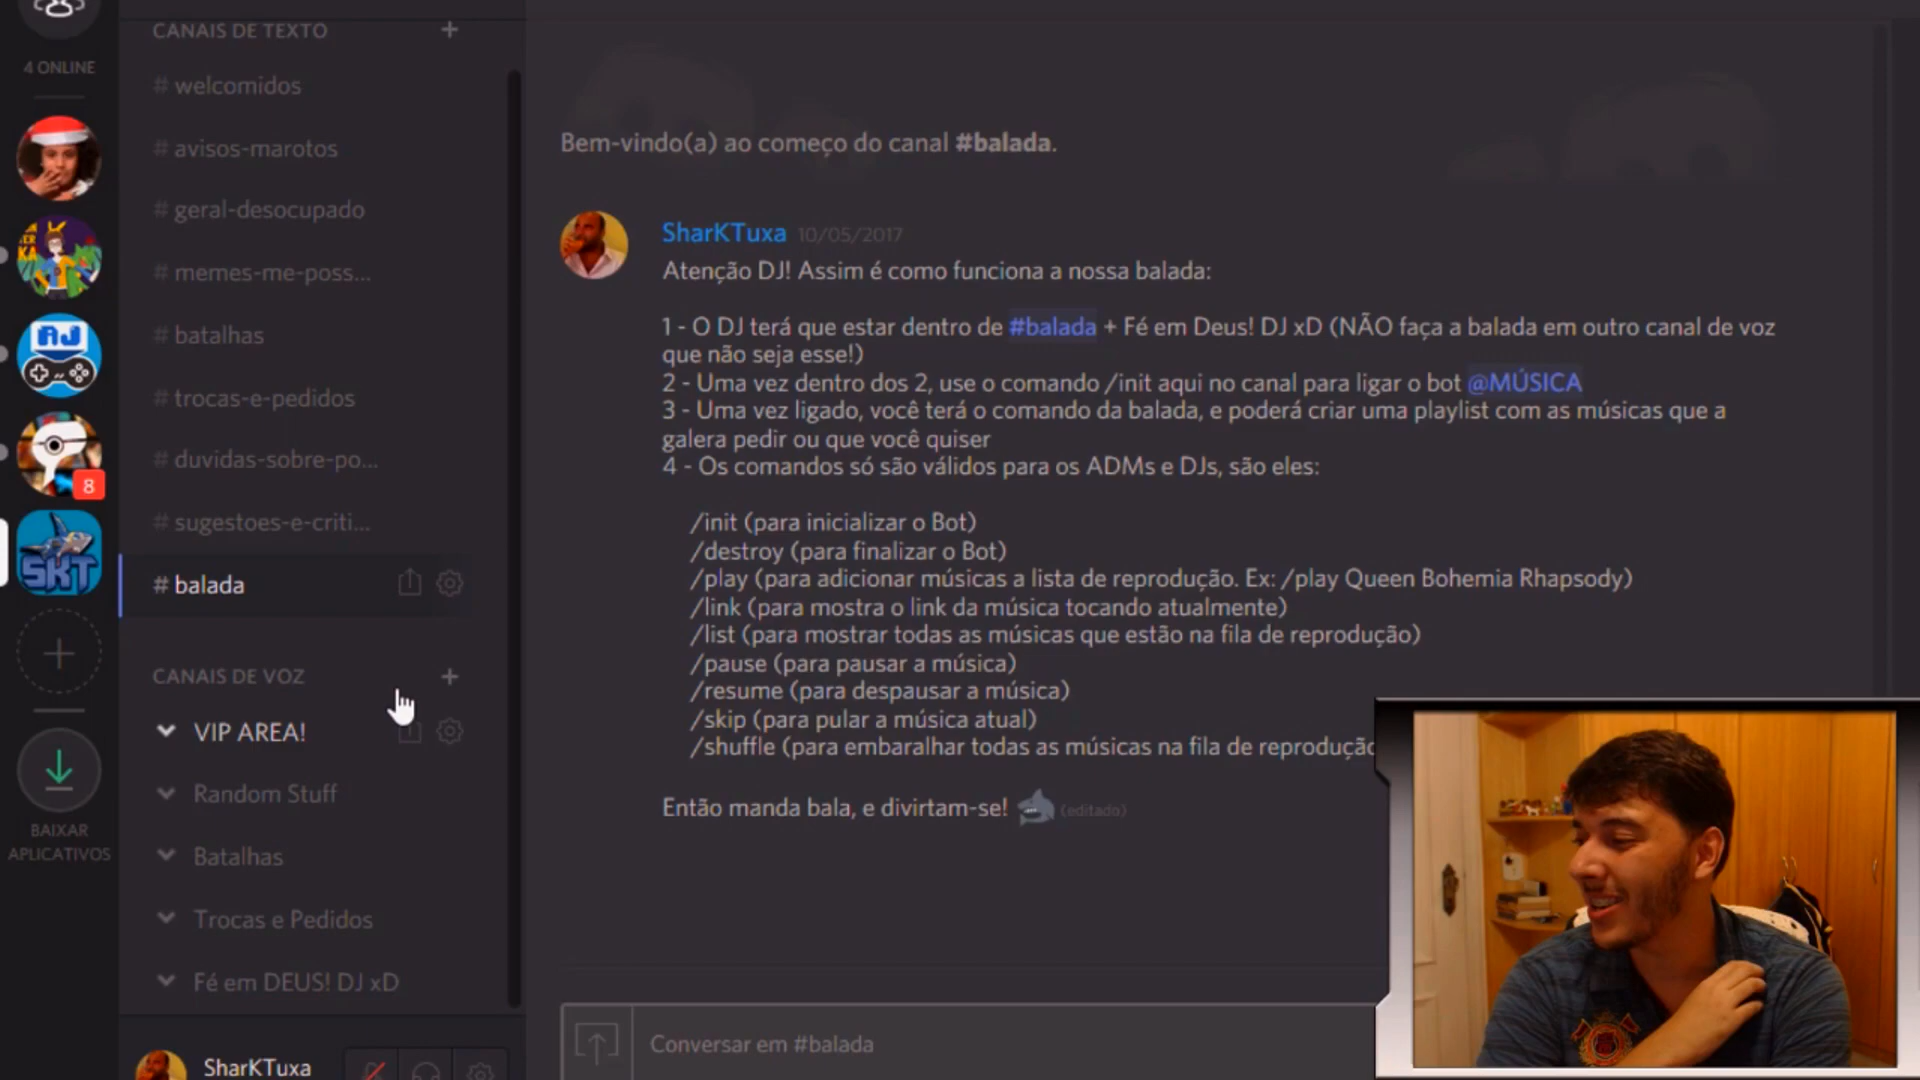 4 ONLINE
8
SKT
BAIXAR
APLICATIVOS
CANAIS DE TEXTO
# welcomidos
# avisos-marotos
# geral-desocupado
# memes-me-poss...
# batalhas
# trocas-e-pedidos
# duvidas-sobre-po...
# sugestoes-e-criti...
# balada
CANAIS DE VOZ
VIP AREA!
Random Stuff
Batalhas
Trocas e Pedidos
Fé em DEUS! DJ xD
SharKTuxa
Bem-vindo(a) ao começo do canal #balada.
SharKTuxa 10/05/2017
Atenção DJ! Assim é como funciona a nossa balada:
1 - O DJ terá que estar dentro de #balada + Fé em Deus! DJ xD (NÃO faça a balada em outro canal de voz
que não seja esse!)
2 - Uma vez dentro dos 2, use o comando /init aqui no canal para ligar o bot @MÚSICA
3 - Uma vez ligado, você terá o comando da balada, e poderá criar uma playlist com as músicas que a
galera pedir ou que você quiser
4 - Os comandos só são válidos para os ADMs e DJs, são eles:
/init (para inicializar o Bot)
/destroy (para finalizar o Bot)
/play (para adicionar músicas a lista de reprodução. Ex: /play Queen Bohemia Rhapsody)
/link (para mostra o link da música tocando atualmente)
/list (para mostrar todas as músicas que estão na fila de reprodução)
/pause (para pausar a música)
/resume (para despausar a música)
/skip (para pular a música atual)
/shuffle (para embaralhar todas as músicas na fila de reprodução
Então manda bala, e divirtam-se! (editado)
Conversar em #balada